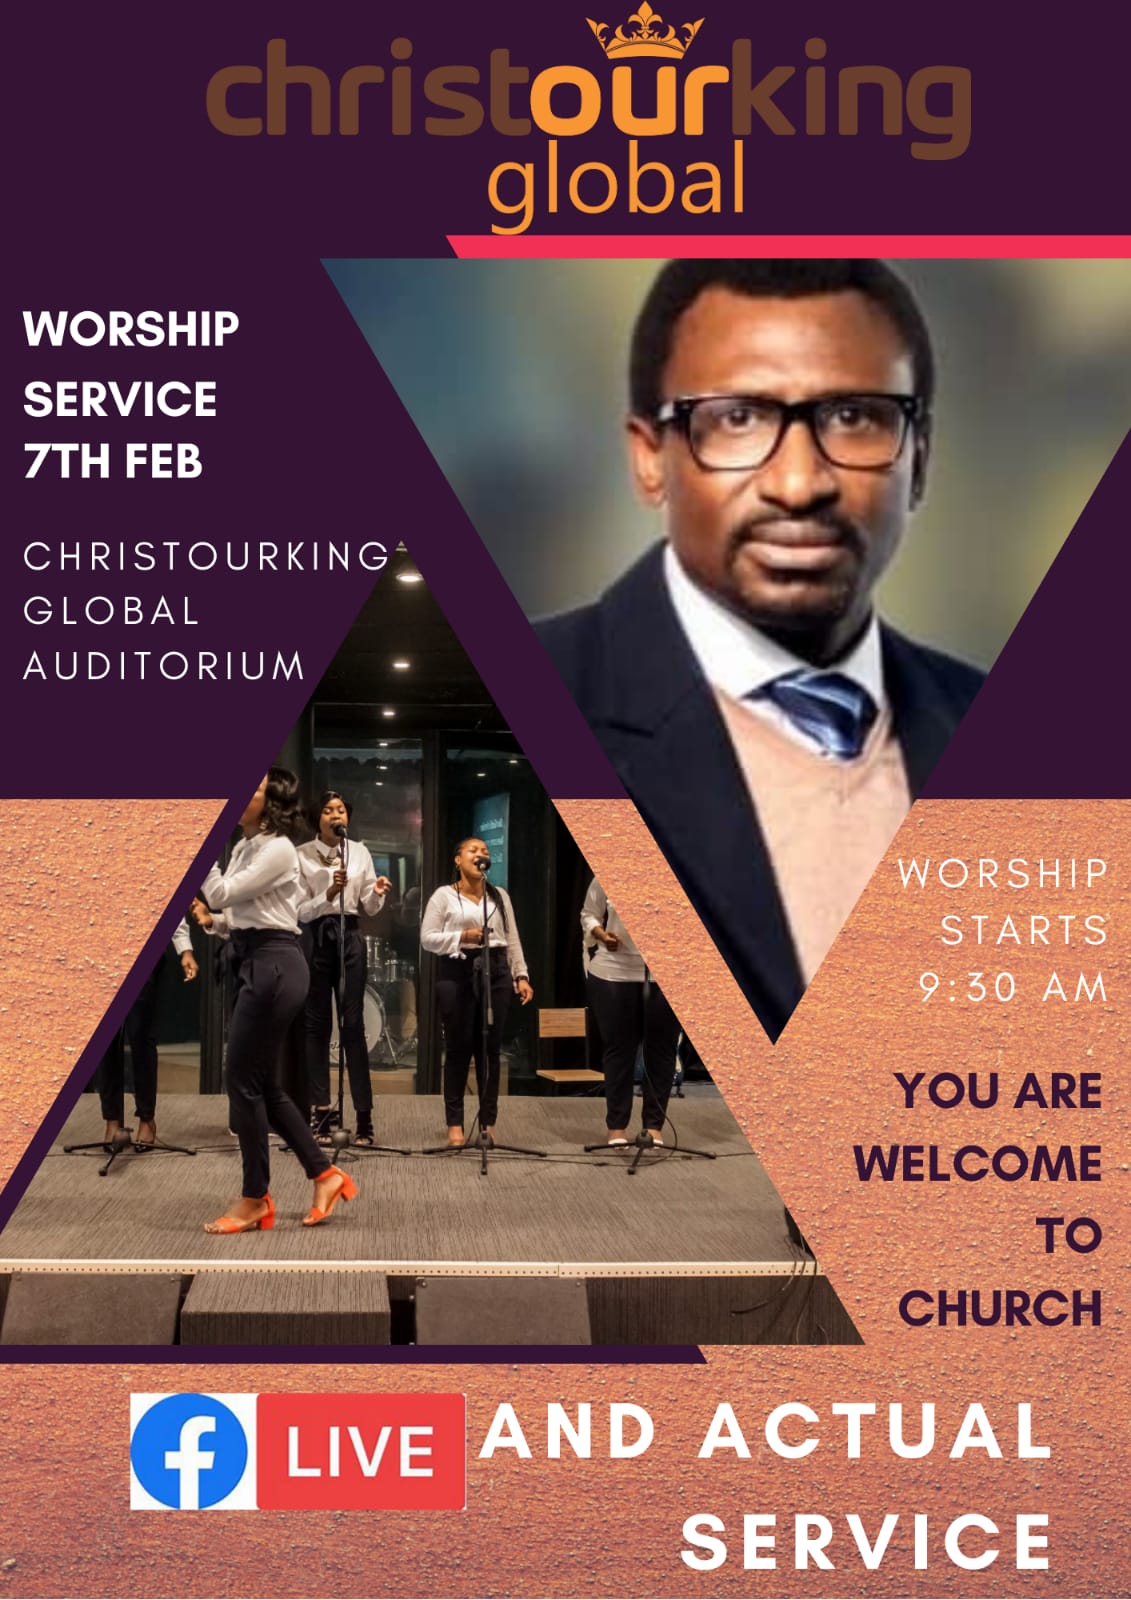 christourking
global
WORSHIP
SERVICE
7TH FEB
CHRISTOURKING
GLOBAL
AUDITORIUM
WORSHIP
STARTS
9:30 AM
YOU ARE
WELCOME
TO
CHURCH
f LIVE AND ACTUAL
SERVICE